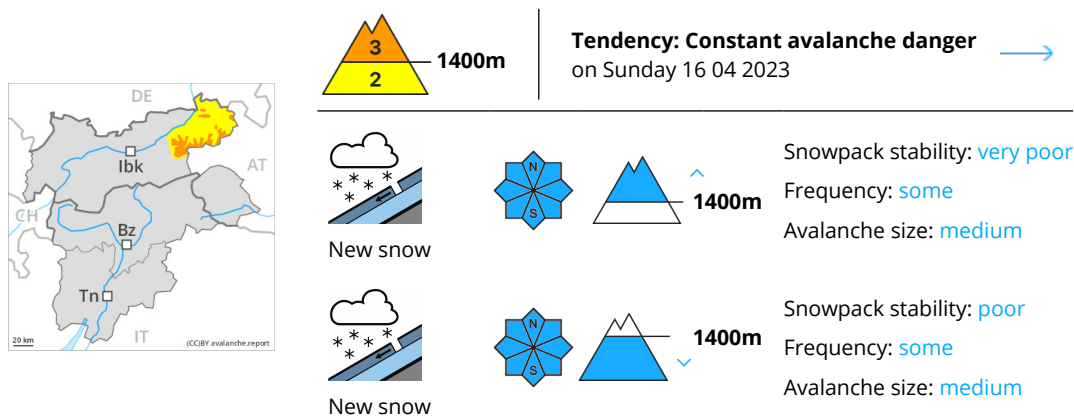 3
2
1400m
Tendency: Constant avalanche danger
on Sunday 16 04 2023
DE
Ibk
AT
CH
Bz
Tn
IT
20 km
(CC)BY avalanche.report
N
S
1400m
New snow
Snowpack stability: very poor
Frequency: some
Avalanche size: medium
N
S
1400m
New snow
Snowpack stability: poor
Frequency: some
Avalanche size: medium